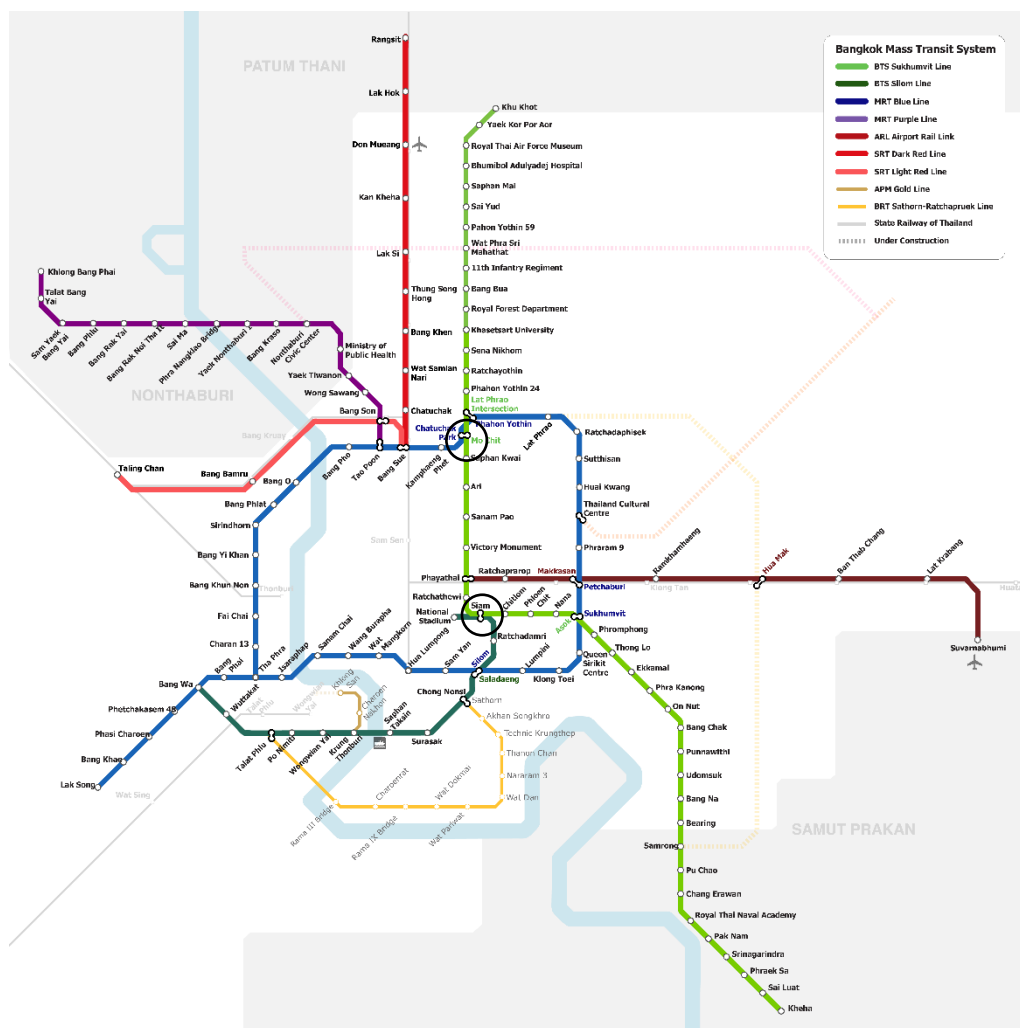 Bangkok Mass Transit System
BTS Sukhumvit Line
BTS Silom Line
MRT Blue Line
MRT Purple Line
ARL Airport Rail Link
SRT Dark Red Line
SRT Light Red Line
APM Gold Line
BRT Sathorn-Ratchapruek Line
State Railway of Thailand
Under Construction
PATUM THANI
NONTHABURI
SAMUT PRAKAN
Rangsit
Lak Hok
Don Mueang
Kan Kheha
Lak Si
Thung Song
Hong
Bang Khen
Wat Samian
Nari
Chatuchak
Khu Khot
Yaek Kor Por Aor
Royal Thai Air Force Museum
Bhumibol Adulyadej Hospital
Saphan Mai
Sai Yud
Pahon Yothin 59
Wat Phra Sri
Mahathat
11th Infantry Regiment
Bang Bua
Royal Forest Department
Khasetsart University
Sena Nikhom
Ratchayothin
Phahon Yothin 24
Lat Phrao
Intersection
Phahon Yothin
Chatuchak
Park
Mo Chit
Saphan Kwai
Ari
Sanam Pao
Victory Monument
Phayathai
Ratchathewi
Siam
National
Stadium
Khlong Bang Phai
Talat Bang
Yai
Sam Yaek
Bang Yai
Bang Phlu
Bang Rak Yai
Bang Rak Noi Tha It
Sai Ma
Phra Nangklao Bridg
Yaek Nonthaburi 1
Bang Kraso
Nonthaburi
Civic Center
Ministry of
Public Health
Yaek Tiwanon
Wong Sawang
Bang Son
Bang Kruay
Taling Chan
Bang Bamru
Bang O
Bang Pho
Tao Poon
Bang Sue
Kamphaeng
Phet
Lat Phrao
Ratchadaphisek
Sutthisan
Huai Kwang
Thailand Cultural
Centre
Phraram 9
Petchaburi
Bang Phlat
Sirindhorn
Bang Yi Khan
Bang Khun Non
Thanburi
Fai Chai
Charan 13
Sam Sen
Ratchaprarop
Makkasan
Ramkhamhaeng
Klong Tan
Hua Mak
Ban Thab Chang
Lat Krabang
Suvarnabhumi
Chitlom
Phloen
Chit
Nana
Asok
Sukhumvit
Phromphong
Thong Lo
Ekkamai
Phra Kanong
On Nut
Bang Chak
Punnawithi
Udomsuk
Bang Na
Bearing
Samrong
Pu Chao
Chang Erawan
Royal Thai Naval Academy
Pak Nam
Srinagarindra
Phraek Sa
Sai Luat
Kheha
Ratchadamri
Silom
Saladaeng
Lumpini
Klong Toei
Queen
Sirikit
Centre
Sam Yan
Hun Lumpong
Wat
Mangkorn
Wang Burapha
Sanam Chai
Isaraphap
Tha Phra
Bang
Phai
Bang Wa
Phetchakasem 48
Phasi Charoen
Bang Khae
Lak Song
Wat Sing
Wuttakat
Talat
Phlu
Wongwian
Yai
Khlong
San
Charoen
Nakhon
Talat Phlu
Po Nimiti
Wongwian Yai
Krung
Thonburi
Saphan
Taksin
Surasak
Chong Nonsi
Sathorn
Akhan Songkhro
Technic Krungthep
Thanon Chan
Nararam 3
Wat Dan
Wat Pariwat
Wat Dokmai
Rama IX Bridge
Charoenrat
Rama III Bridge